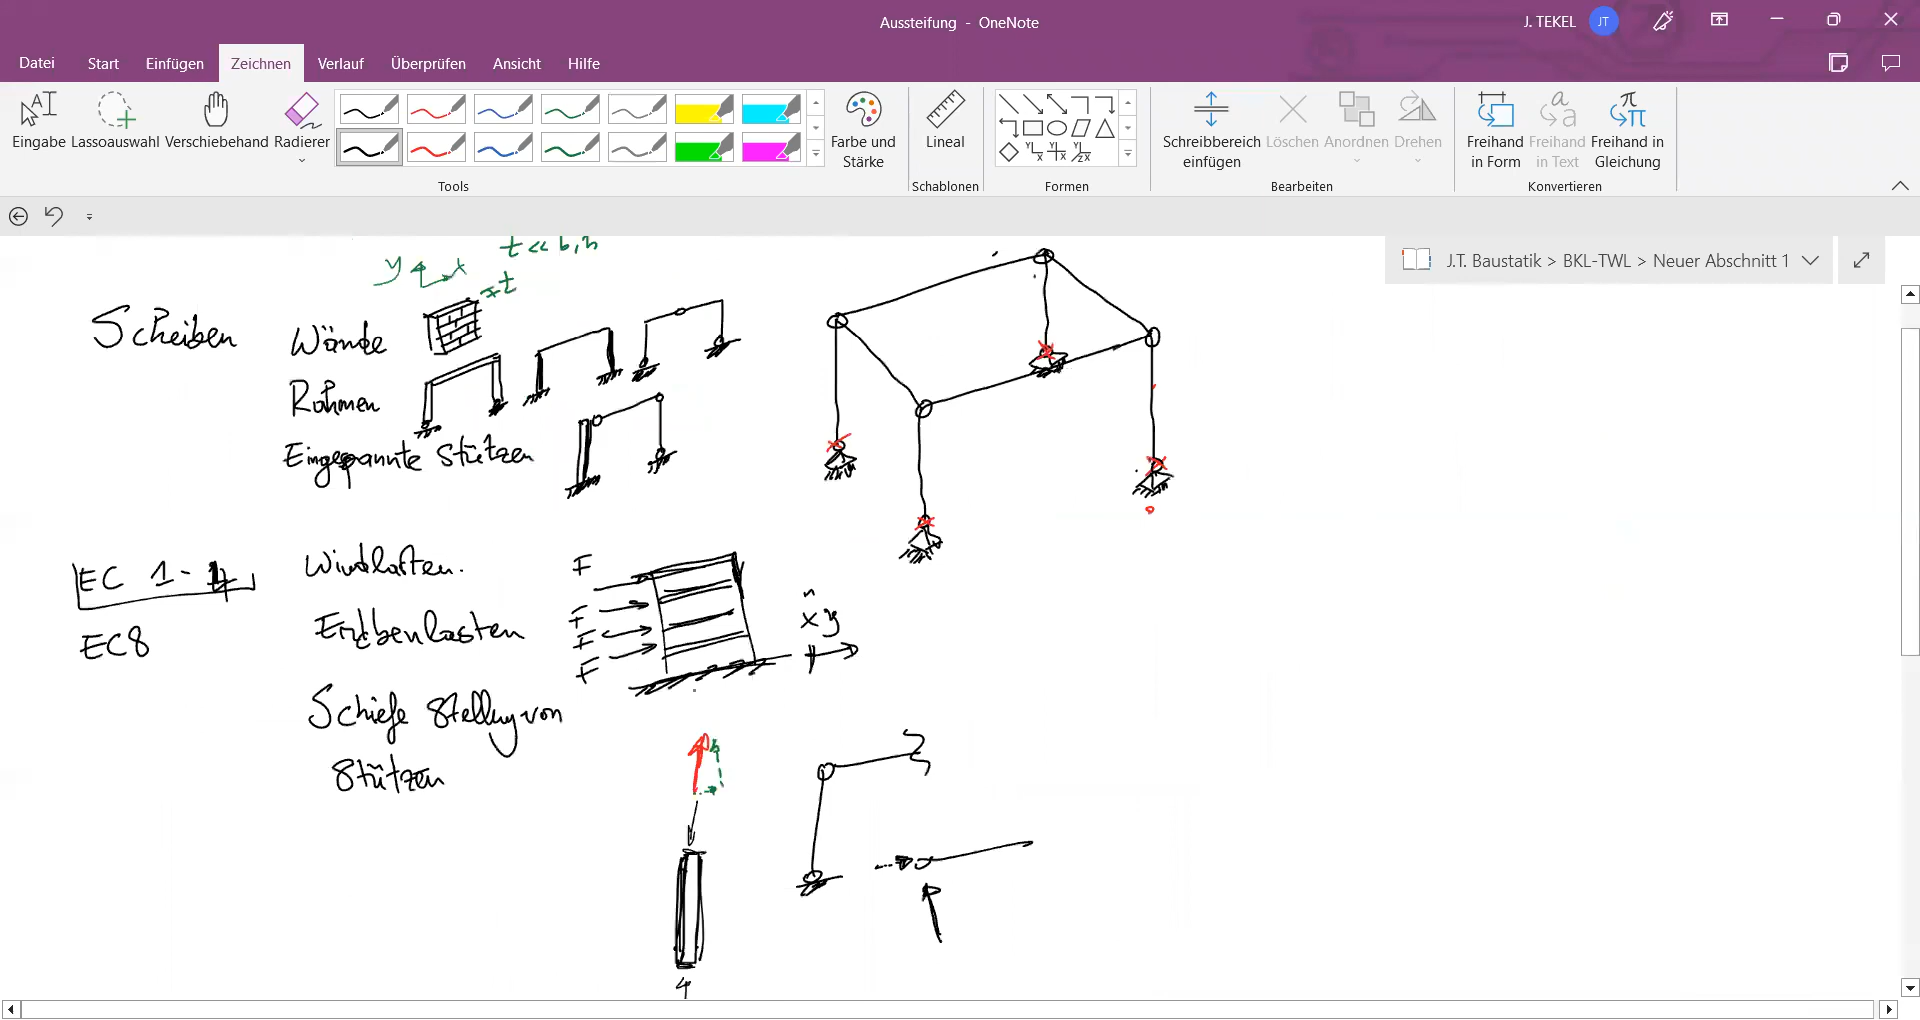 Aussteifung - OneNote
J. TEKEL
JT
Datei
Start
Einfügen
Zeichnen
Verlauf
Überprüfen
Ansicht
Hilfe
Eingabe
Lassoauswahl
Verschiebehand
Radierer
Farbe und
Stärke
Lineal
Schreibbereich
einfügen
Löschen
Anordnen
Drehen
Freihand
in Form
Freihand
in Text
Freihand in
Gleichung
Tools
Schablonen
Formen
Bearbeiten
Konvertieren
J.T. Baustatik > BKL-TWL > Neuer Abschnitt 1
t << b, h
y x
t
Scheiben
Wände
Rahmen
Eingespannte Stützen
EC 1-4
EC8
Windlasten.
Erdbenlasten
F
F
F
F
x y
Schiefe Stellung von
Stützen
4